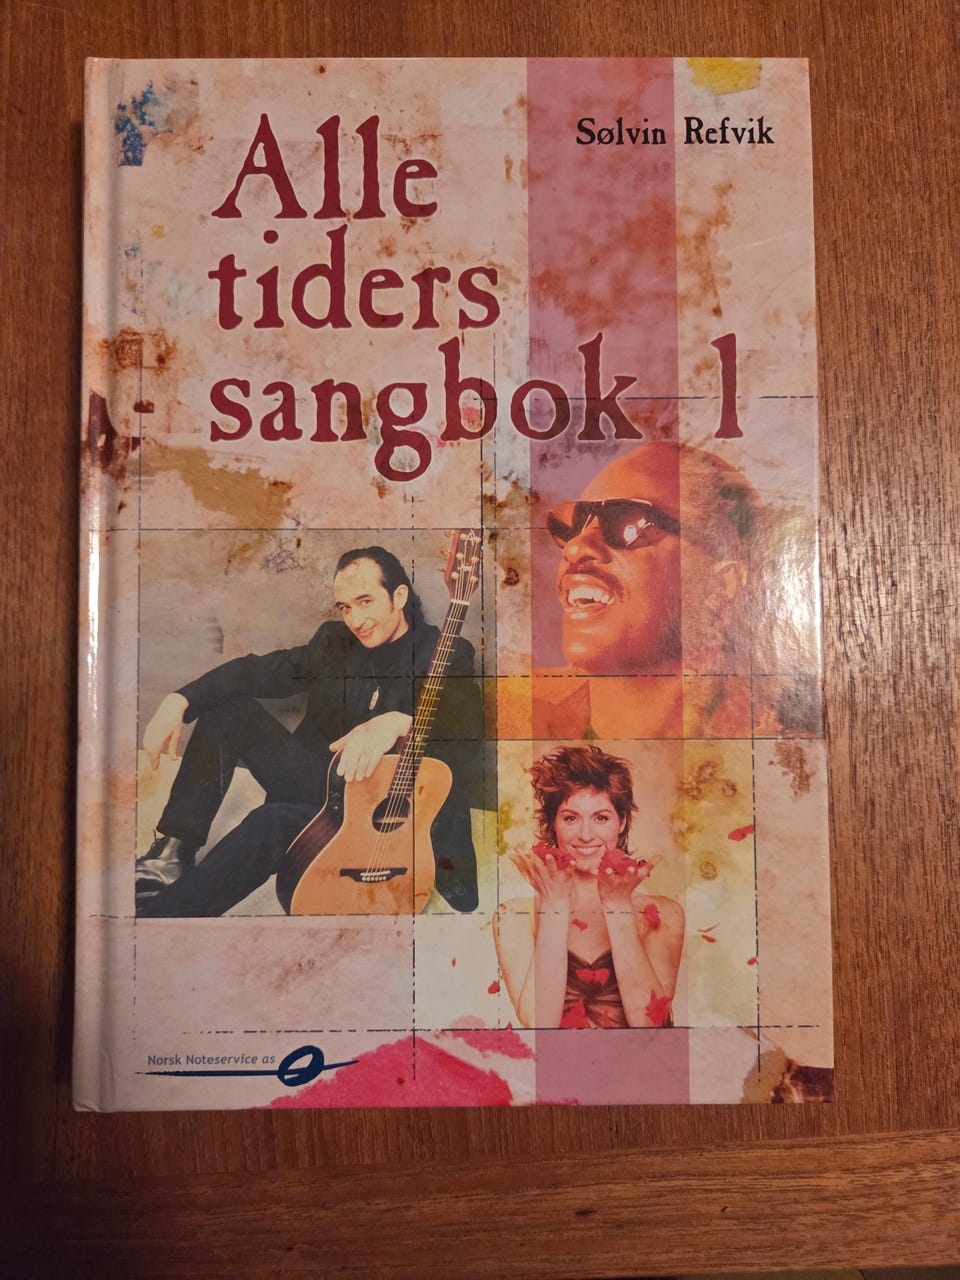 Sølvin Refvik
Alle
tiders
sangbok 1
Norsk Noteservice as